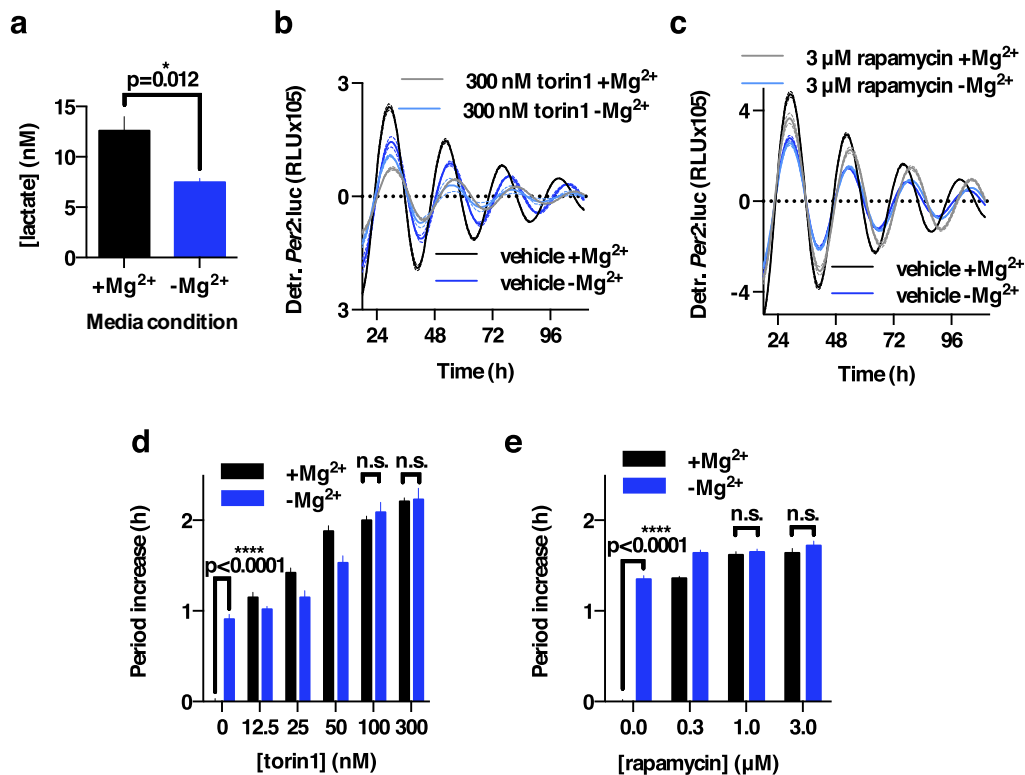 a
*
p=0.012
15
10
5
0
[lactate] (nM)
+Mg²⁺ -Mg²⁺
Media condition
b
300 nM torin1 +Mg²⁺
300 nM torin1 -Mg²⁺
3
0
3
Detr. Per2:luc (RLUx105)
vehicle +Mg²⁺
vehicle -Mg²⁺
24 48 72 96
Time (h)
c
3 µM rapamycin +Mg²⁺
3 µM rapamycin -Mg²⁺
4
0
-4
Detr. Per2:luc (RLUx105)
vehicle +Mg²⁺
vehicle -Mg²⁺
24 48 72 96
Time (h)
d
+Mg²⁺
-Mg²⁺
n.s. n.s.
****
p<0.0001
2
1
0
Period increase (h)
0 12.5 25 50 100 300
[torin1] (nM)
e
+Mg²⁺
-Mg²⁺
n.s. n.s.
****
p<0.0001
2
1
0
Period increase (h)
0.0 0.3 1.0 3.0
[rapamycin] (µM)